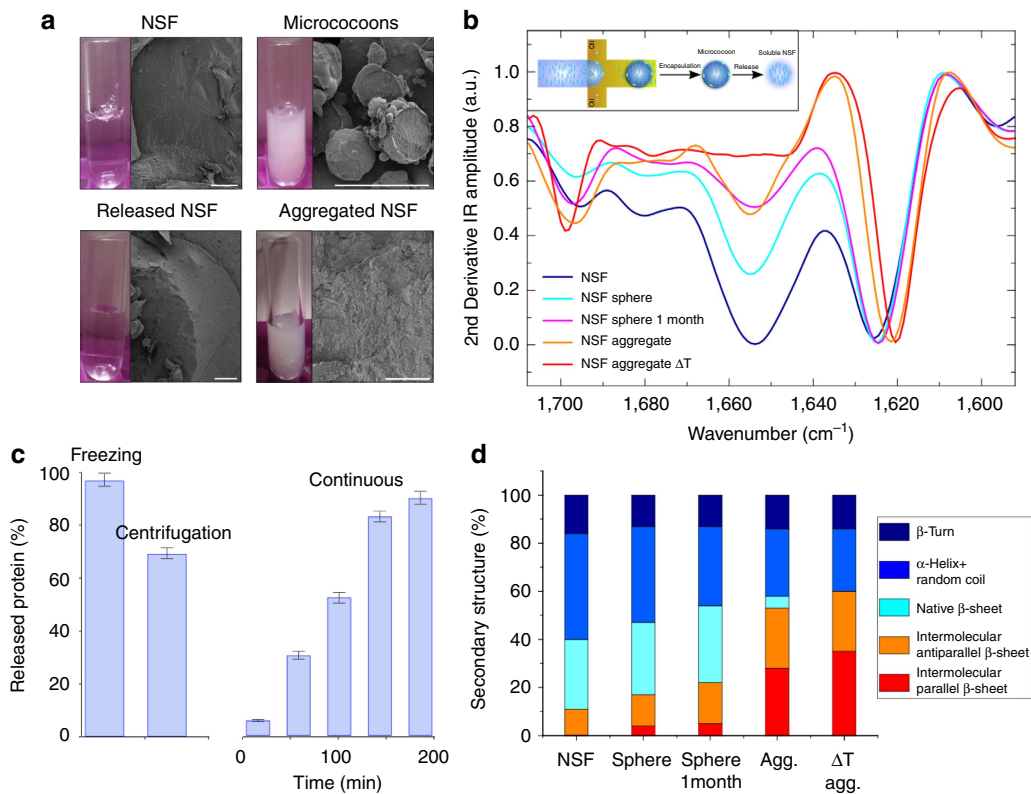 a
NSF
Micrococoons
Released NSF
Aggregated NSF
b
2nd Derivative IR amplitude (a.u.)
1.0
0.8
0.6
0.4
0.2
0.0
Oil
Oil
Encapsulation
Micrococoon
Release
Soluble NSF
NSF
NSF sphere
NSF sphere 1 month
NSF aggregate
NSF aggregate ΔT
1,700
1,680
1,660
1,640
1,620
1,600
Wavenumber (cm⁻¹)
c
Released protein (%)
100
80
60
40
20
0
Freezing
Centrifugation
Continuous
0
100
200
Time (min)
d
Secondary structure (%)
100
80
60
40
20
0
NSF
Sphere
Sphere
1month
Agg.
ΔT
agg.
β-Turn
α-Helix+
random coil
Native β-sheet
Intermolecular
antiparallel β-sheet
Intermolecular
parallel β-sheet